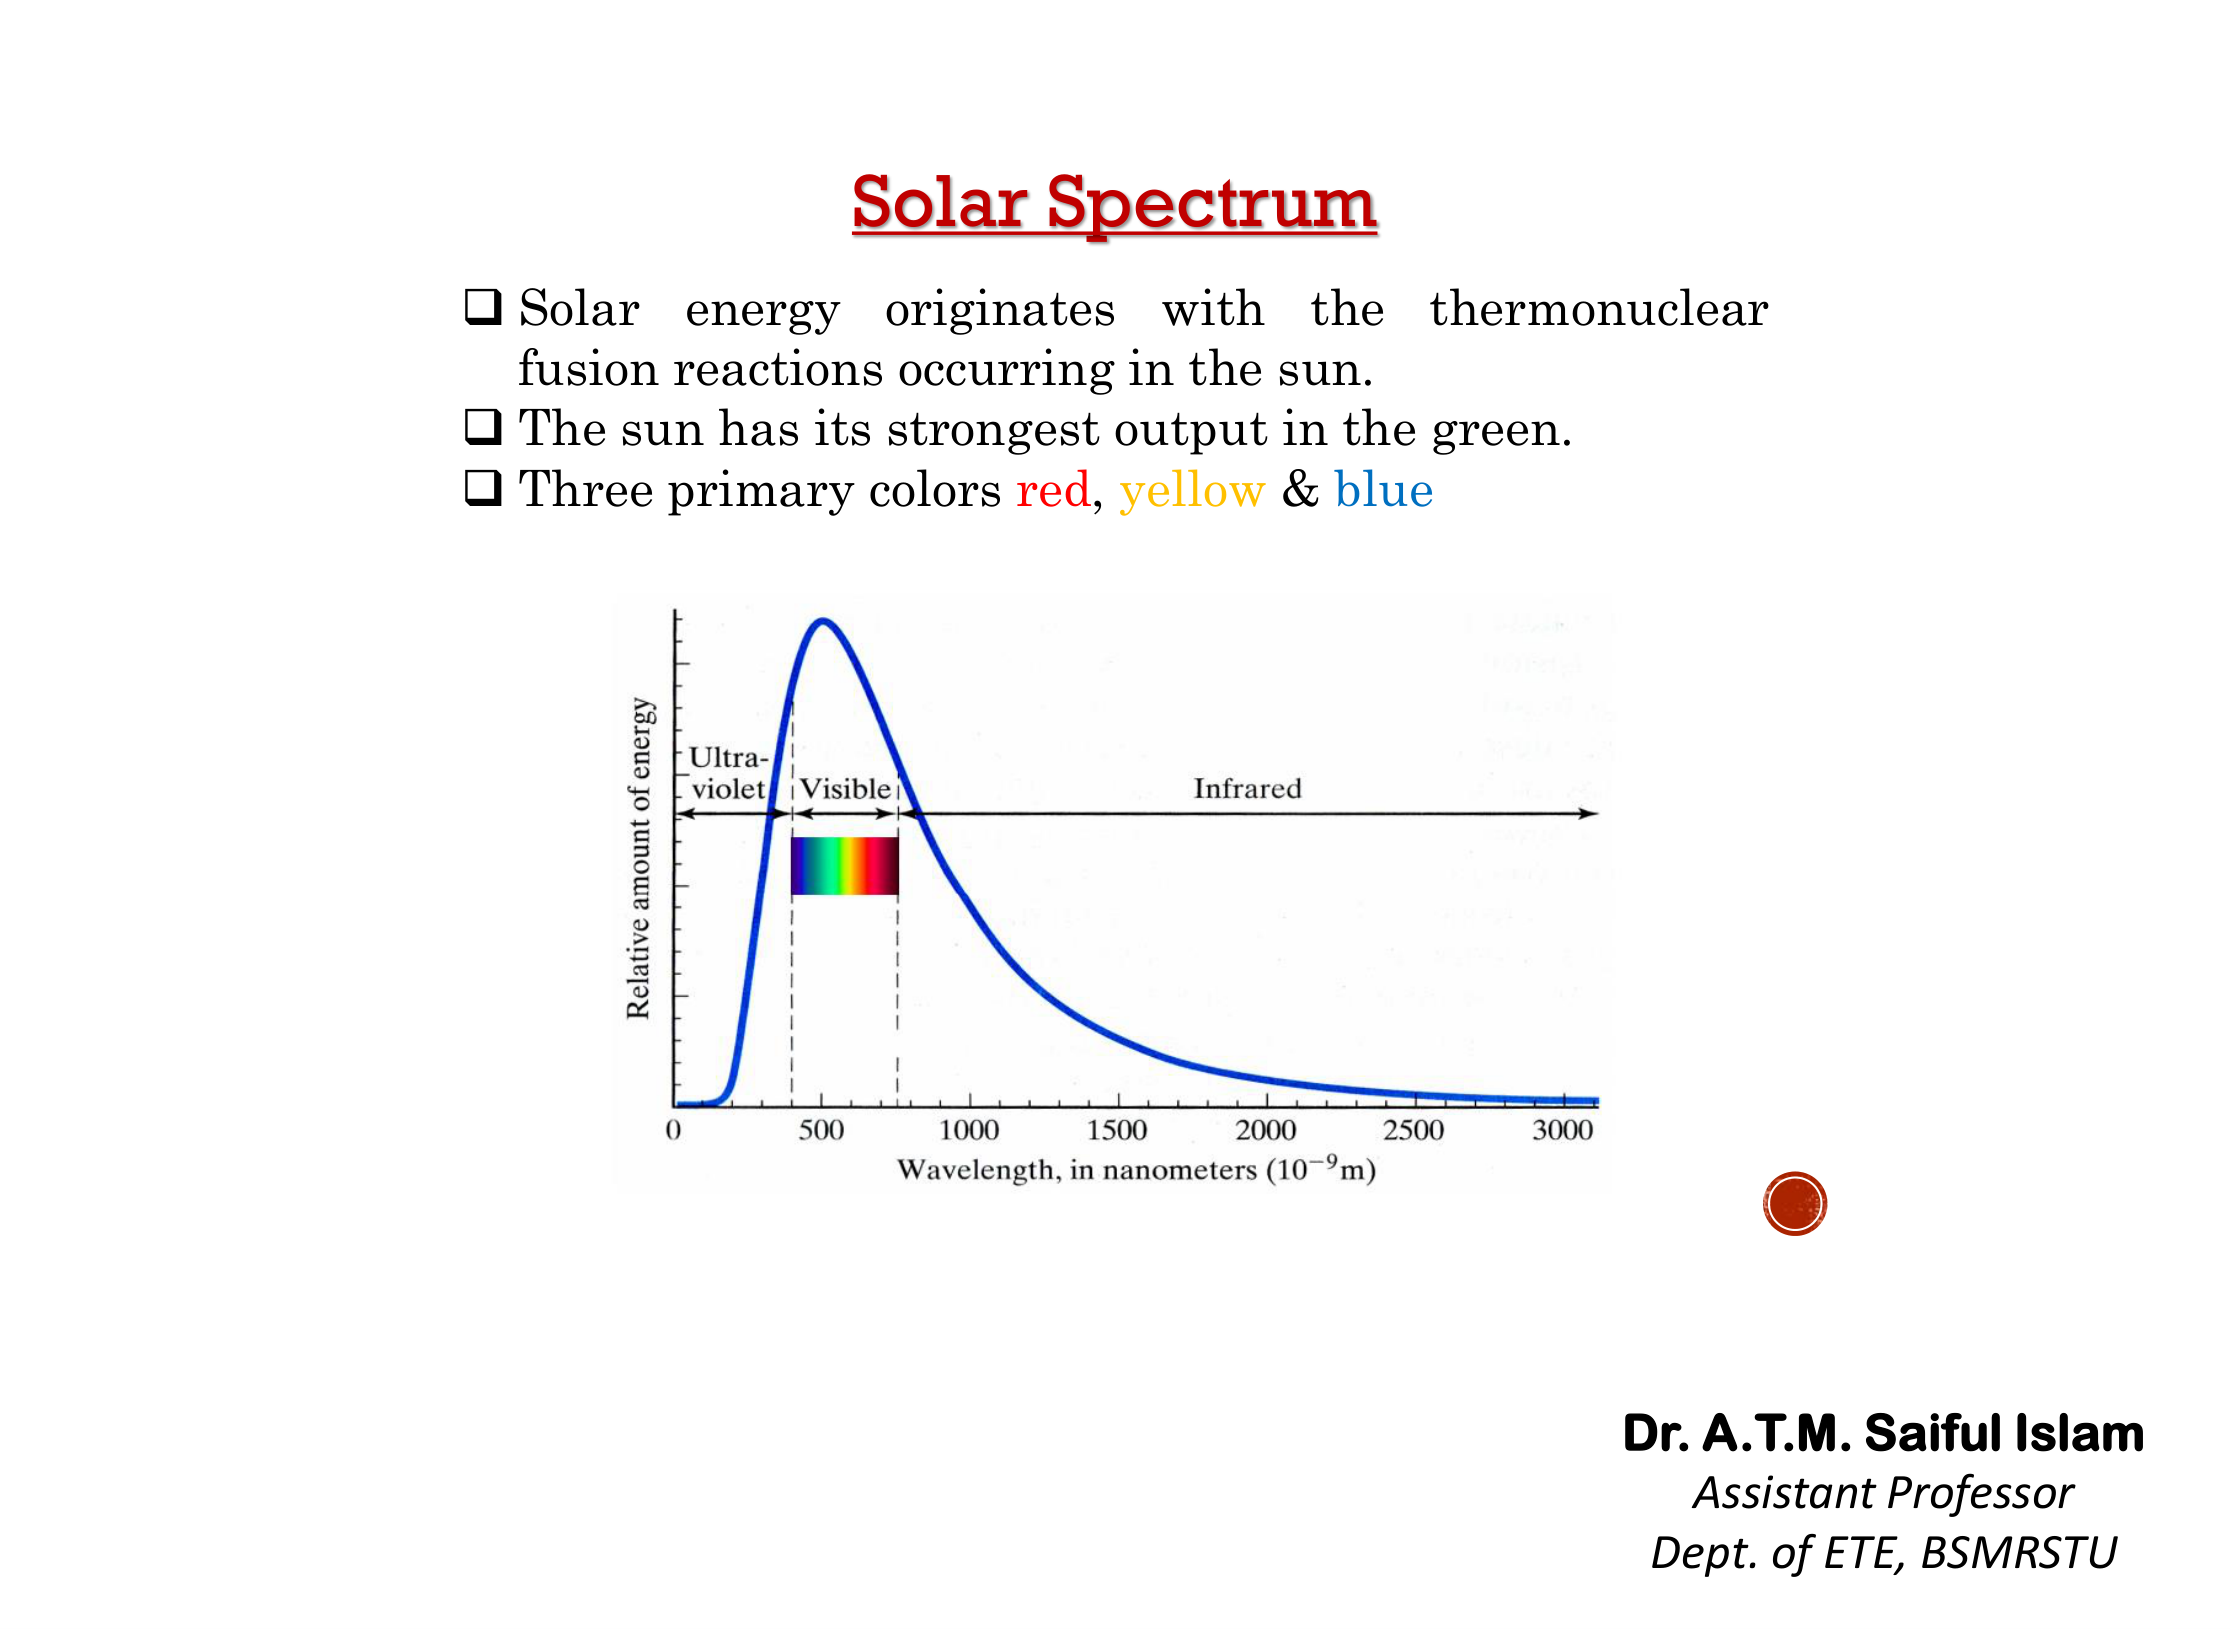 Solar Spectrum
❑ Solar energy originates with the thermonuclear
fusion reactions occurring in the sun.
❑ The sun has its strongest output in the green.
❑ Three primary colors red, yellow & blue
Relative amount of energy
Ultra-
violet
Visible
Infrared
0 500 1000 1500 2000 2500 3000
Wavelength, in nanometers (10⁻⁹m)
Dr. A.T.M. Saiful Islam
Assistant Professor
Dept. of ETE, BSMRSTU